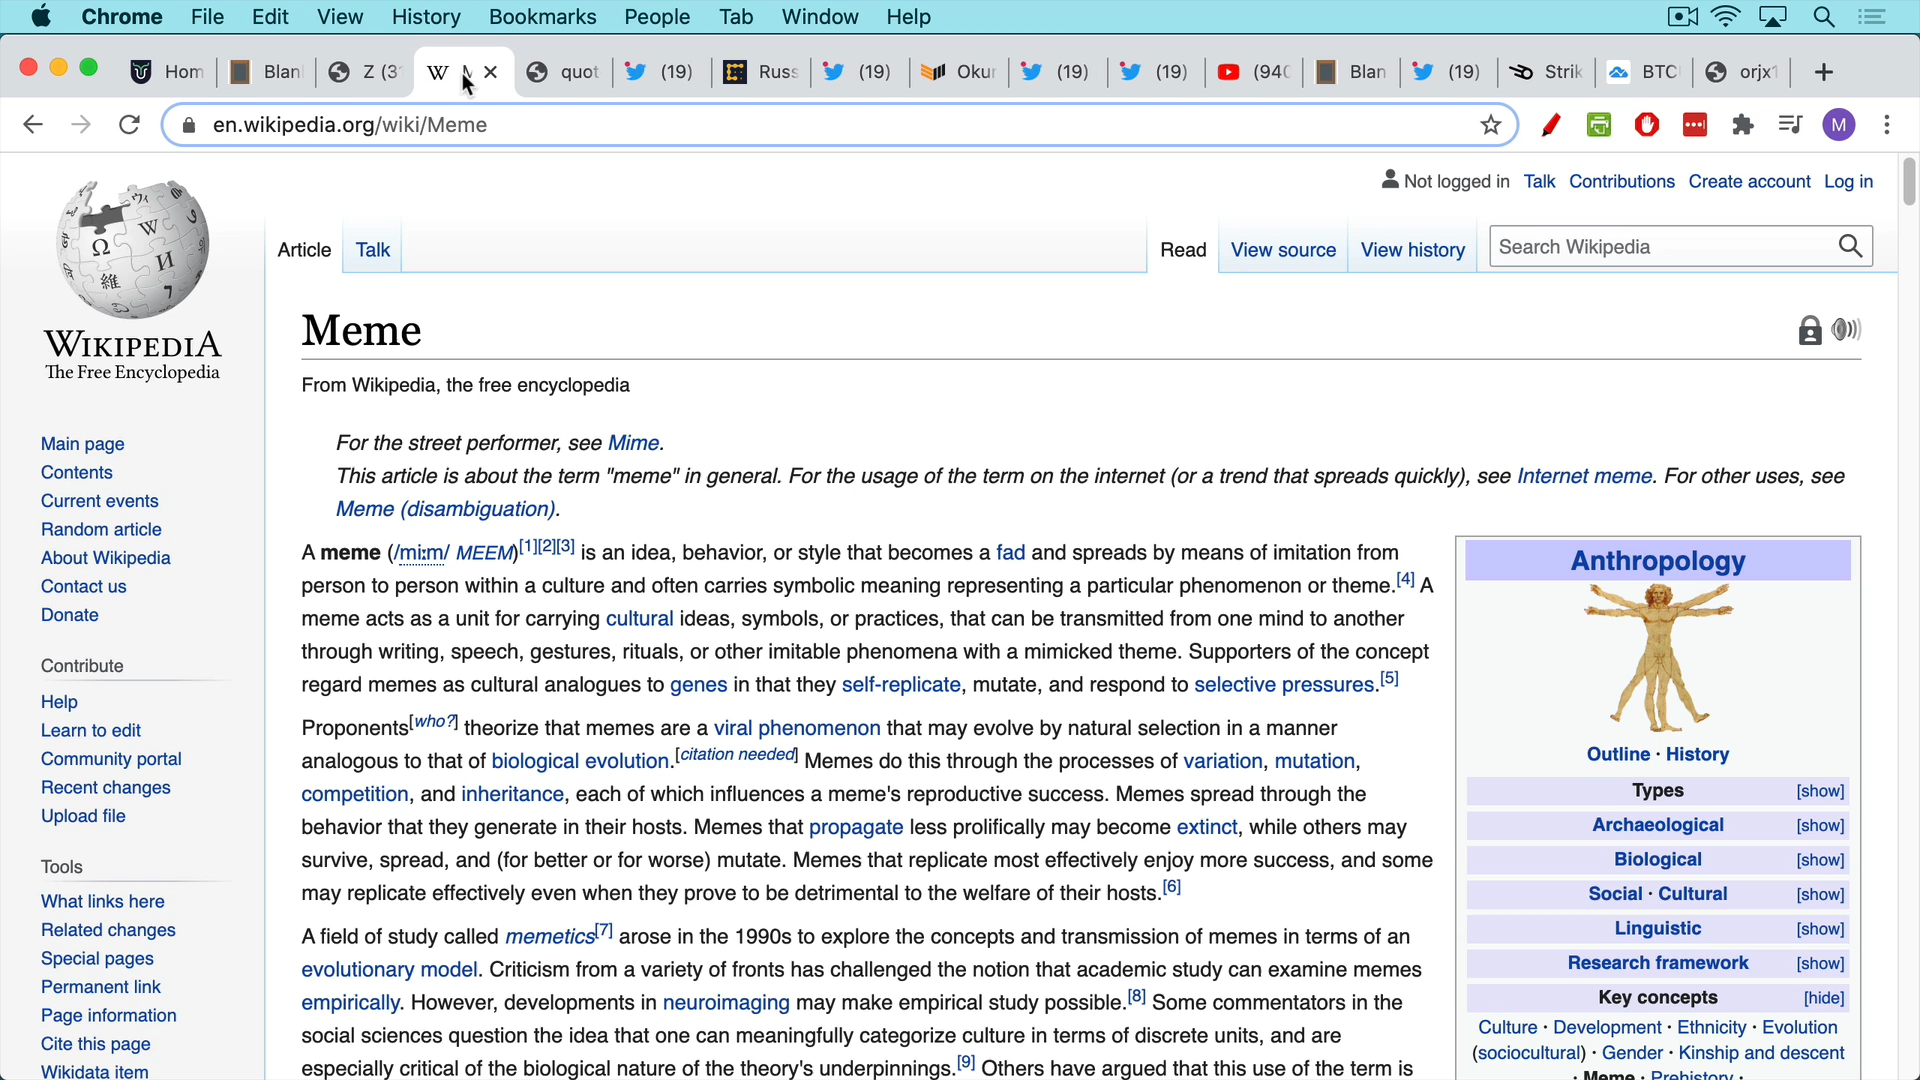 Chrome File Edit View History Bookmarks People Tab Window Help
Hom Blan Z (3 W quot (19) Russ (19) Okur (19) (19) (940 Blan (19) Strik BTC orjx1
en.wikipedia.org/wiki/Meme
M
Not logged in Talk Contributions Create account Log in
Article Talk Read View source View history Search Wikipedia
WIKIPEDIA
The Free Encyclopedia
Main page
Contents
Current events
Random article
About Wikipedia
Contact us
Donate
Contribute
Help
Learn to edit
Community portal
Recent changes
Upload file
Tools
What links here
Related changes
Special pages
Permanent link
Page information
Cite this page
Wikidata item
Meme
From Wikipedia, the free encyclopedia
For the street performer, see Mime.
This article is about the term "meme" in general. For the usage of the term on the internet (or a trend that spreads quickly), see Internet meme. For other uses, see
Meme (disambiguation).
A meme (/miːm/ MEEM)[1][2][3] is an idea, behavior, or style that becomes a fad and spreads by means of imitation from
person to person within a culture and often carries symbolic meaning representing a particular phenomenon or theme.[4] A
meme acts as a unit for carrying cultural ideas, symbols, or practices, that can be transmitted from one mind to another
through writing, speech, gestures, rituals, or other imitable phenomena with a mimicked theme. Supporters of the concept
regard memes as cultural analogues to genes in that they self-replicate, mutate, and respond to selective pressures.[5]
Proponents[who?] theorize that memes are a viral phenomenon that may evolve by natural selection in a manner
analogous to that of biological evolution.[citation needed] Memes do this through the processes of variation, mutation,
competition, and inheritance, each of which influences a meme's reproductive success. Memes spread through the
behavior that they generate in their hosts. Memes that propagate less prolifically may become extinct, while others may
survive, spread, and (for better or for worse) mutate. Memes that replicate most effectively enjoy more success, and some
may replicate effectively even when they prove to be detrimental to the welfare of their hosts.[6]
A field of study called memetics[7] arose in the 1990s to explore the concepts and transmission of memes in terms of an
evolutionary model. Criticism from a variety of fronts has challenged the notion that academic study can examine memes
empirically. However, developments in neuroimaging may make empirical study possible.[8] Some commentators in the
social sciences question the idea that one can meaningfully categorize culture in terms of discrete units, and are
especially critical of the biological nature of the theory's underpinnings.[9] Others have argued that this use of the term is
Anthropology
Outline · History
Types [show]
Archaeological [show]
Biological [show]
Social · Cultural [show]
Linguistic [show]
Research framework [show]
Key concepts [hide]
Culture · Development · Ethnicity · Evolution
(sociocultural) · Gender · Kinship and descent
· Meme · Prehistory ·